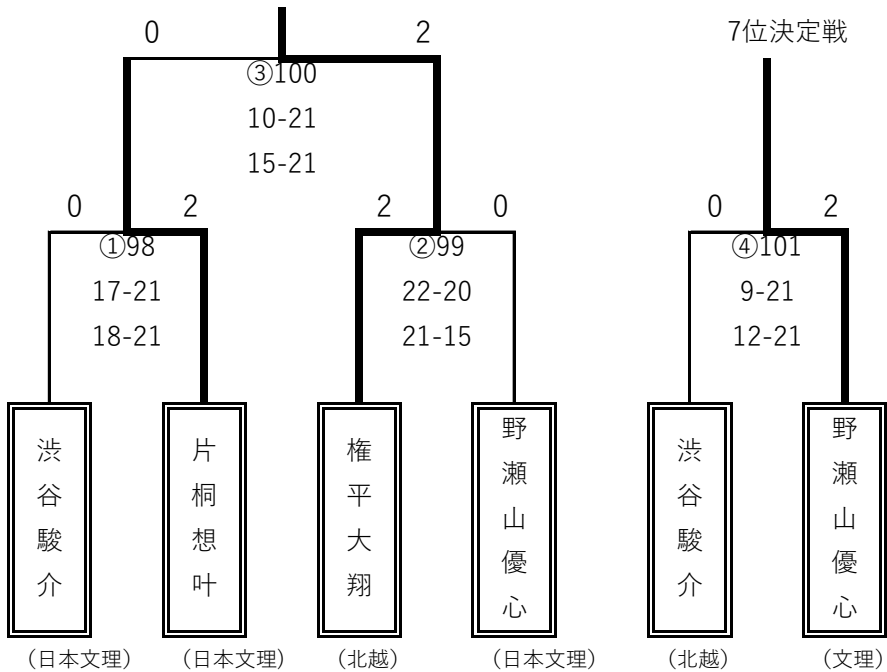 0 2 7位決定戦
③100
10-21
15-21
0 2 2 0 0 2
①98 ②99 ④101
17-21 22-20 9-21
18-21 21-15 12-21
渋谷駿介
片桐想叶
権平大翔
野瀬山優心
渋谷駿介
野瀬山優心
（日本文理） （日本文理） （北越） （日本文理） （北越） （文理）